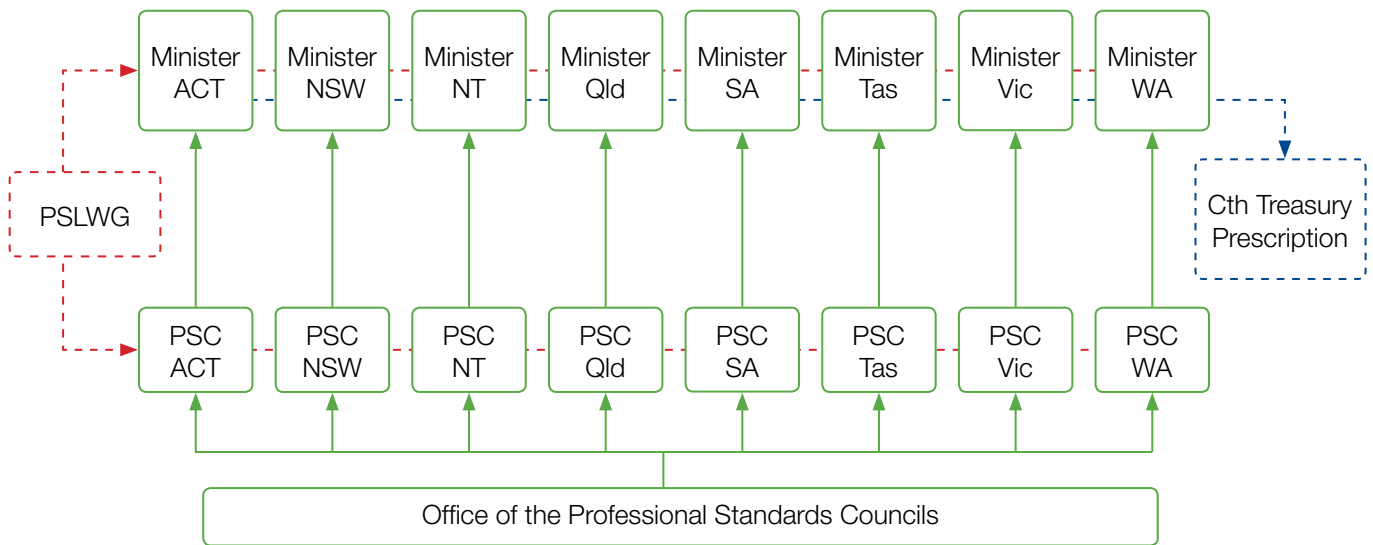 Minister
ACT
Minister
NSW
Minister
NT
Minister
Qld
Minister
SA
Minister
Tas
Minister
Vic
Minister
WA
PSLWG
Cth Treasury
Prescription
PSC
ACT
PSC
NSW
PSC
NT
PSC
Qld
PSC
SA
PSC
Tas
PSC
Vic
PSC
WA
Office of the Professional Standards Councils